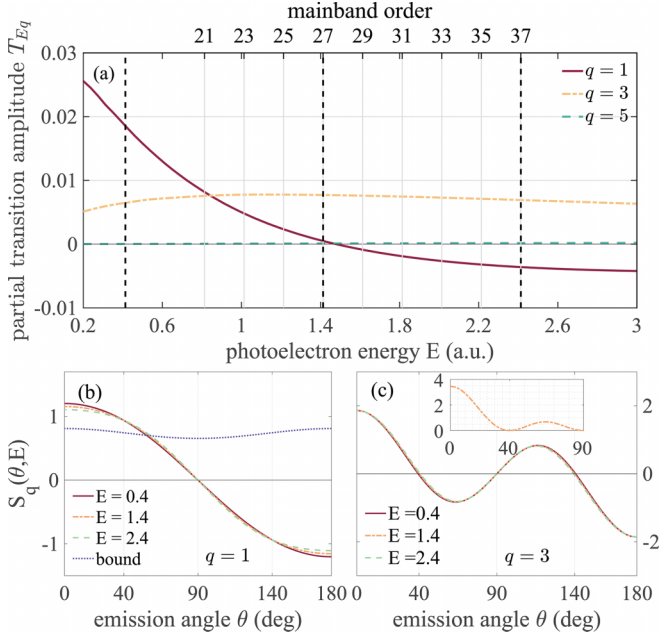 mainband order
21 23 25 27 29 31 33 35 37
partial transition amplitude T_Eq
0.03
0.02
0.01
0
-0.01
(a)
q = 1
q = 3
q = 5
0.2 0.6 1 1.4 1.8 2.2 2.6 3
photoelectron energy E (a.u.)
S_q(θ,E)
(b)
1
0
-1
E = 0.4
E = 1.4
E = 2.4
bound
q = 1
0 40 90 140 180
emission angle θ (deg)
(c)
4
2
0
0 40 90
2
0
-2
E =0.4
E =1.4
E =2.4
q = 3
0 40 90 140 180
emission angle θ (deg)